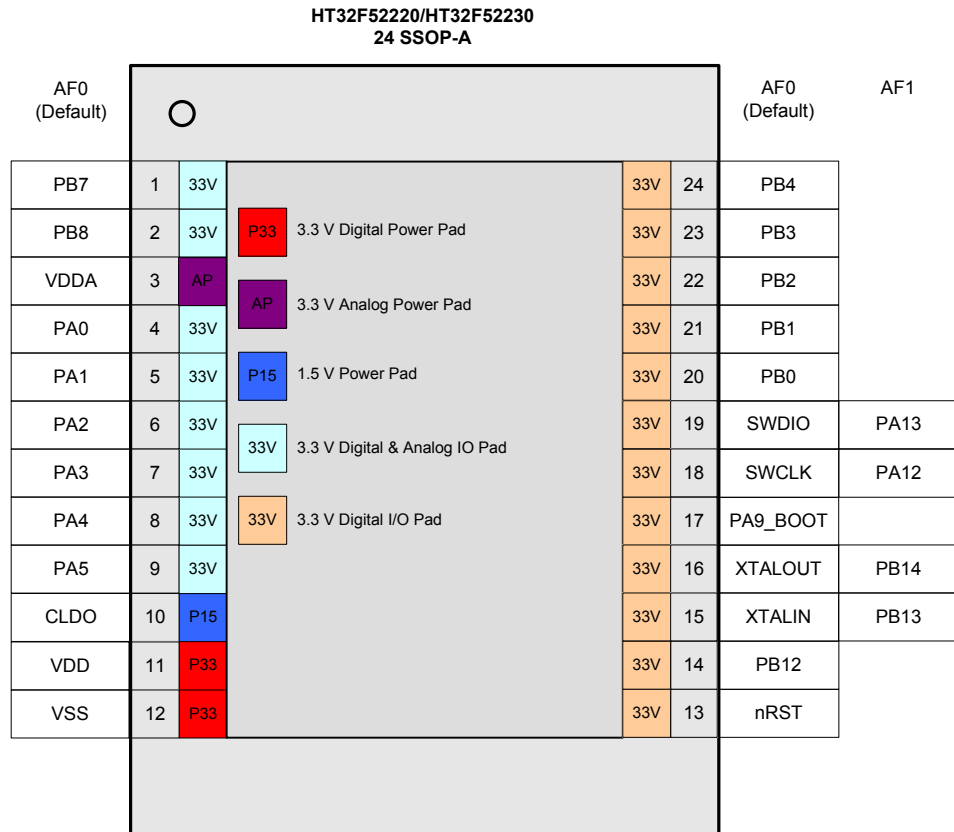 HT32F52220/HT32F52230
24 SSOP-A
AF0
(Default)
AF0
(Default)
AF1
PB7 1 33V 33V 24 PB4
PB8 2 33V P33 3.3 V Digital Power Pad 33V 23 PB3
VDDA 3 AP AP 3.3 V Analog Power Pad 33V 22 PB2
PA0 4 33V 33V 21 PB1
PA1 5 33V P15 1.5 V Power Pad 33V 20 PB0
PA2 6 33V 33V 3.3 V Digital & Analog IO Pad 33V 19 SWDIO PA13
PA3 7 33V 33V 18 SWCLK PA12
PA4 8 33V 33V 3.3 V Digital I/O Pad 33V 17 PA9_BOOT
PA5 9 33V 33V 16 XTALOUT PB14
CLDO 10 P15 33V 15 XTALIN PB13
VDD 11 P33 33V 14 PB12
VSS 12 P33 33V 13 nRST